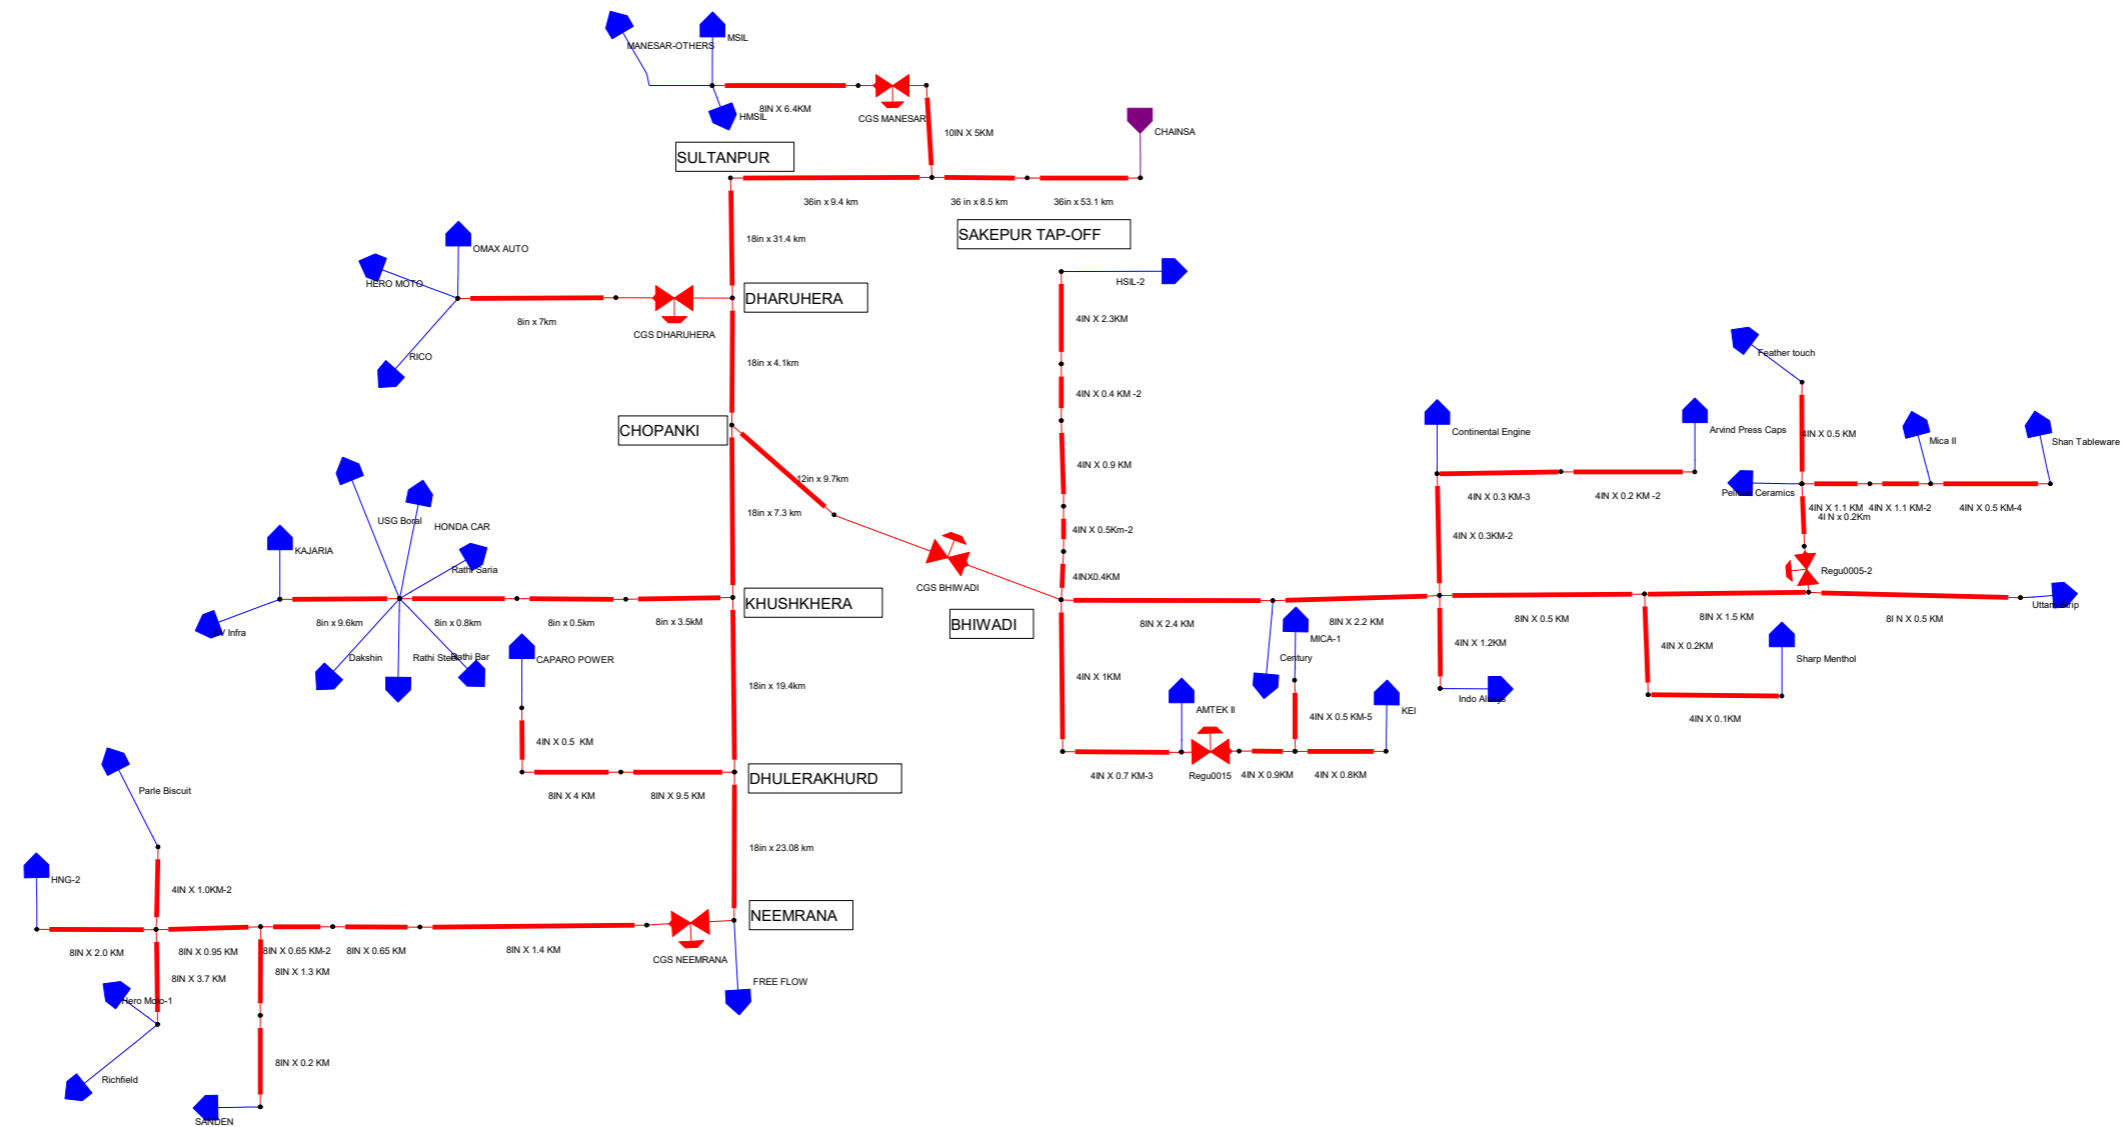 MANESAR-OTHERS
MSIL
8IN X 6.4KM
HMSIL
CGS MANESAR
10IN X 5KM
CHAINSA
SULTANPUR
36in x 9.4 km
36 in x 8.5 km
36in x 53.1 km
SAKEPUR TAP-OFF
18in x 31.4 km
OMAX AUTO
HERO MOTO
8in x 7km
RICO
CGS DHARUHERA
DHARUHERA
18in x 4.1km
CHOPANKI
12in x 9.7km
18in x 7.3 km
CGS BHIWADI
HSIL-2
4IN X 2.3KM
4IN X 0.4 KM -2
4IN X 0.9 KM
4IN X 0.5Km-2
4INX0.4KM
BHIWADI
8IN X 2.4 KM
8IN X 2.2 KM
8IN X 0.5 KM
8IN X 1.5 KM
8I N X 0.5 KM
Continental Engine
Arvind Press Caps
4IN X 0.3 KM-3
4IN X 0.2 KM -2
4IN X 0.3KM-2
Feather touch
4IN X 0.5 KM
Mica II
Shan Tableware
4IN X 1.1 KM
4IN X 1.1 KM-2
4IN X 0.5 KM-4
4I N x 0.2Km
Regu0005-2
Uttam Strip
4IN X 1.2KM
4IN X 0.2KM
Sharp Menthol
4IN X 0.1KM
MICA-1
Century
4IN X 1KM
AMTEK II
4IN X 0.5 KM-5
KEI
4IN X 0.7 KM-3
Regu0015
4IN X 0.9KM
4IN X 0.8KM
USG Boral
HONDA CAR
KAJARIA
Rathi Saria
8in x 9.6km
8in x 0.8km
8in x 0.5km
8in x 3.5kM
KHUSHKHERA
Infra
Dakshin
Rathi Steel
Rathi Bar
CAPARO POWER
18in x 19.4km
4IN X 0.5 KM
8IN X 4 KM
8IN X 9.5 KM
DHULERAKHURD
18in x 23.08 km
Parle Biscuit
HNG-2
4IN X 1.0KM-2
8IN X 2.0 KM
8IN X 0.95 KM
8IN X 0.65 KM-2
8IN X 0.65 KM
8IN X 1.4 KM
CGS NEEMRANA
NEEMRANA
8IN X 3.7 KM
8IN X 1.3 KM
FREE FLOW
Hero Moto-1
8IN X 0.2 KM
Richfield
SANDEN